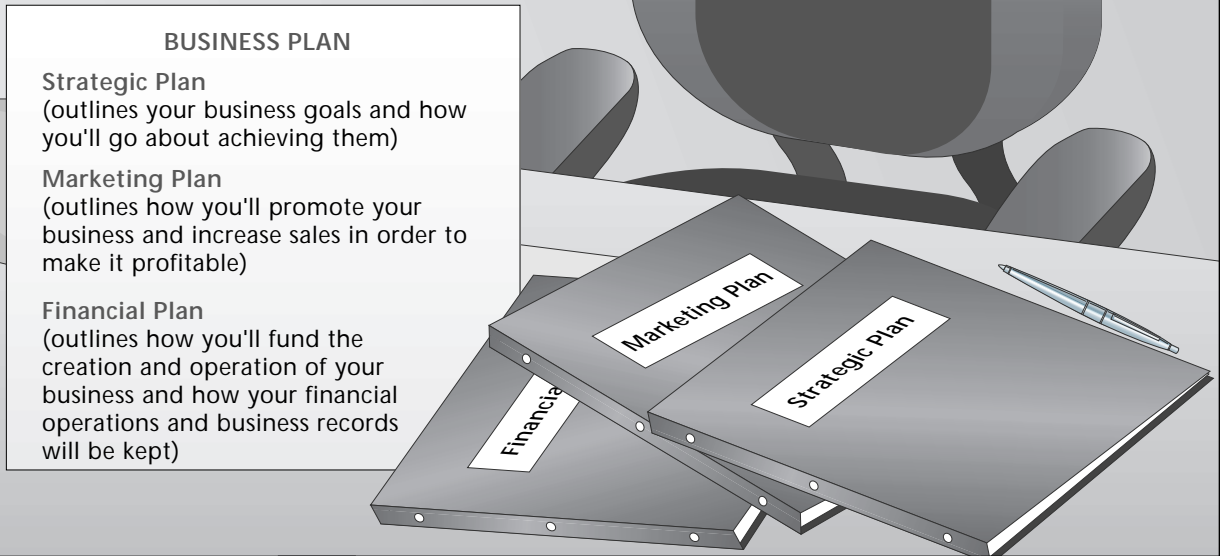 BUSINESS PLAN
Strategic Plan
(outlines your business goals and how
you'll go about achieving them)
Marketing Plan
(outlines how you'll promote your
business and increase sales in order to
make it profitable)
Financial Plan
(outlines how you'll fund the
creation and operation of your
business and how your financial
operations and business records
will be kept)
Marketing Plan
Strategic Plan
Financia